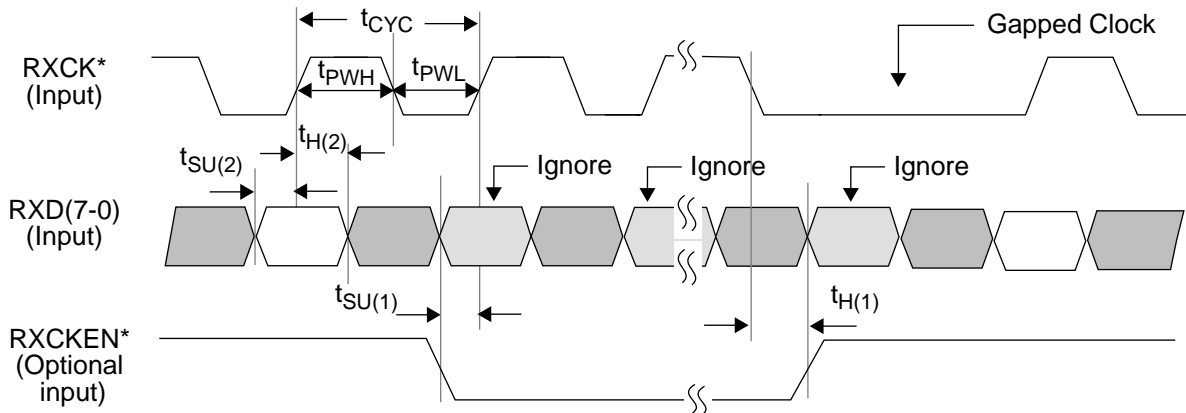 tCYC
Gapped Clock
RXCK*
(Input)
tPWH
tPWL
tH(2)
tSU(2)
Ignore
Ignore
Ignore
RXD(7-0)
(Input)
tSU(1)
tH(1)
RXCKEN*
(Optional
input)